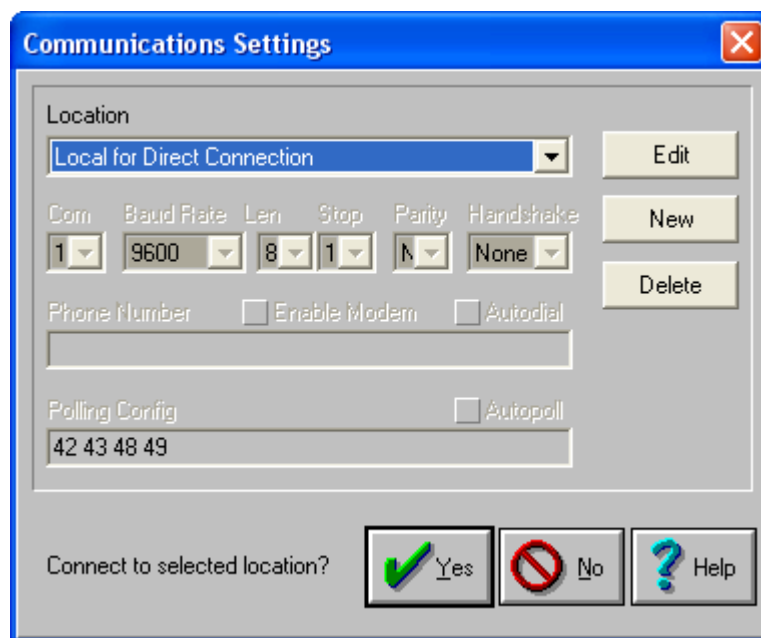 Communications Settings
Location
Local for Direct Connection
Edit
Com Baud Rate Len Stop Parity Handshake
1 9600 8 1 N None
New
Delete
Phone Number Enable Modem Autodial
Polling Config Autopoll
42 43 48 49
Connect to selected location? Yes No Help